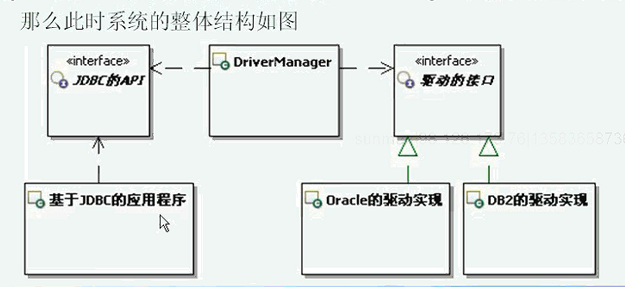 那么此时系统的整体结构如图
«interface»
JDBC的API
DriverManager
«interface»
驱动的接口
基于JDBC的应用程序
Oracle的驱动实现
DB2的驱动实现